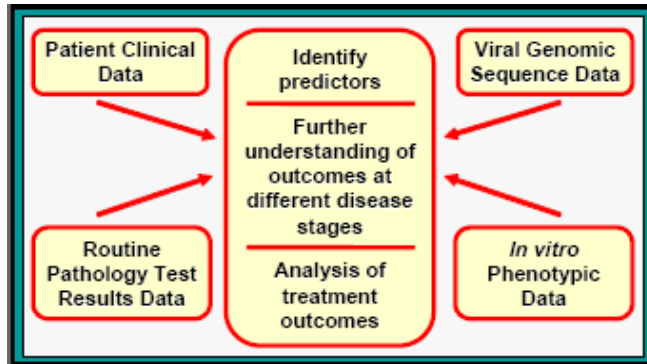 Patient Clinical
Data
Identify
predictors
Viral Genomic
Sequence Data
Further
understanding of
outcomes at
different disease
stages
Routine
Pathology Test
Results Data
Analysis of
treatment
outcomes
In vitro
Phenotypic
Data